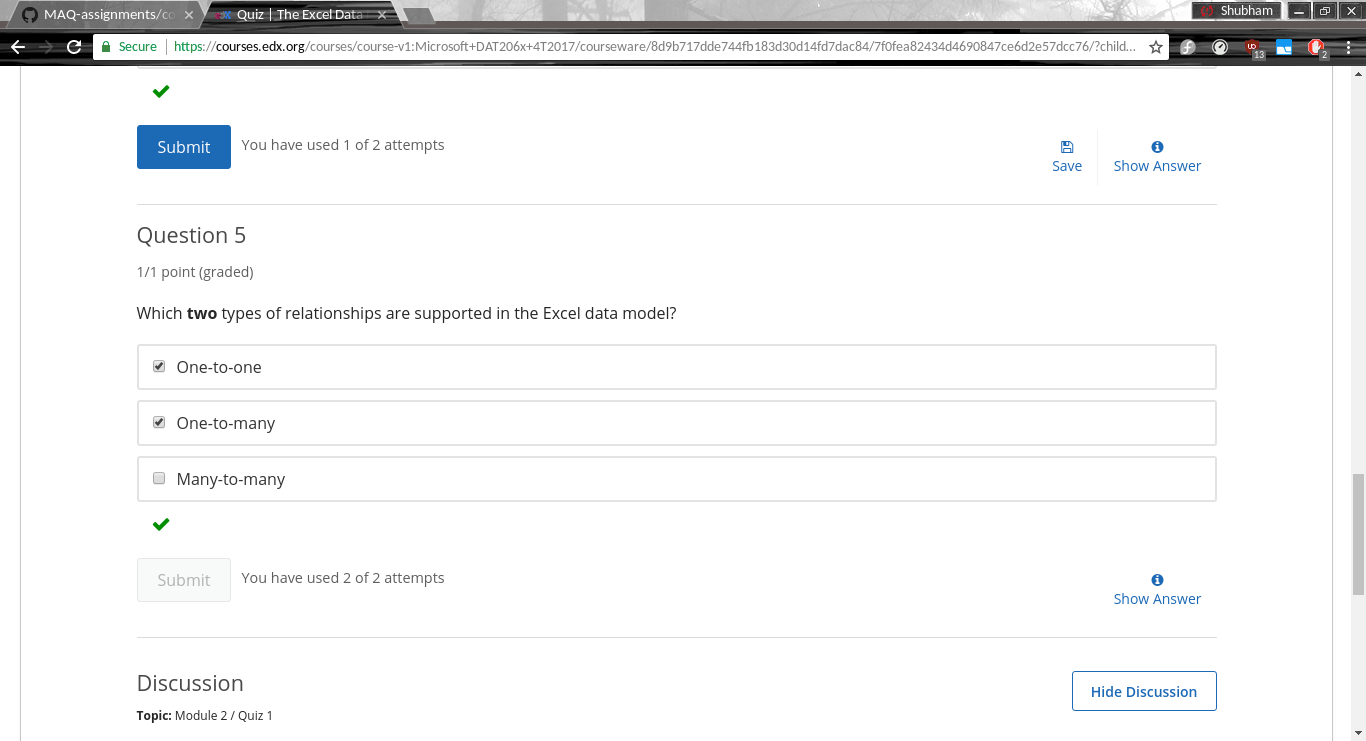 MAQ-assignments/co
Quiz | The Excel Data
Shubham
Secure
https://courses.edx.org/courses/course-v1:Microsoft+DAT206x+4T2017/courseware/8d9b717dde744fb183d30d14fd7dac84/7f0fea82434d4690847ce6d2e57dcc76/?child...
13
2
Submit
You have used 1 of 2 attempts
Save
Show Answer
Question 5
1/1 point (graded)
Which two types of relationships are supported in the Excel data model?
One-to-one
One-to-many
Many-to-many
Submit
You have used 2 of 2 attempts
Show Answer
Discussion
Hide Discussion
Topic: Module 2 / Quiz 1